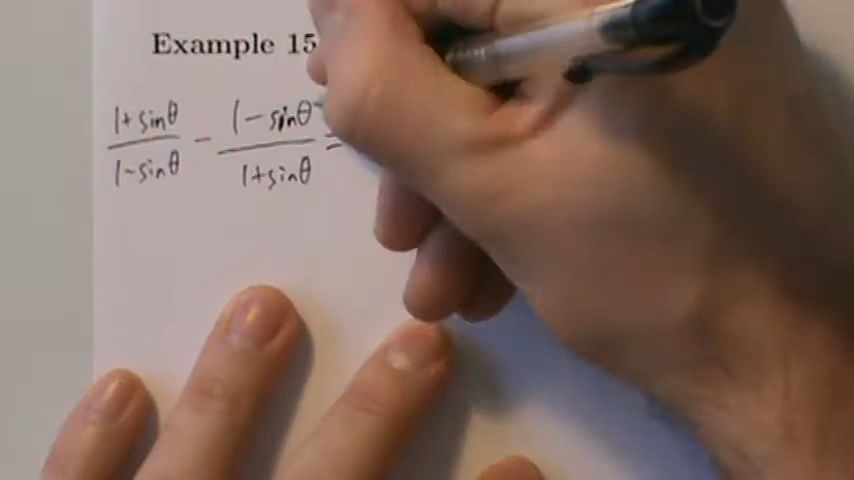 Example 15
1+sinθ / 1-sinθ - 1-sinθ / 1+sinθ =